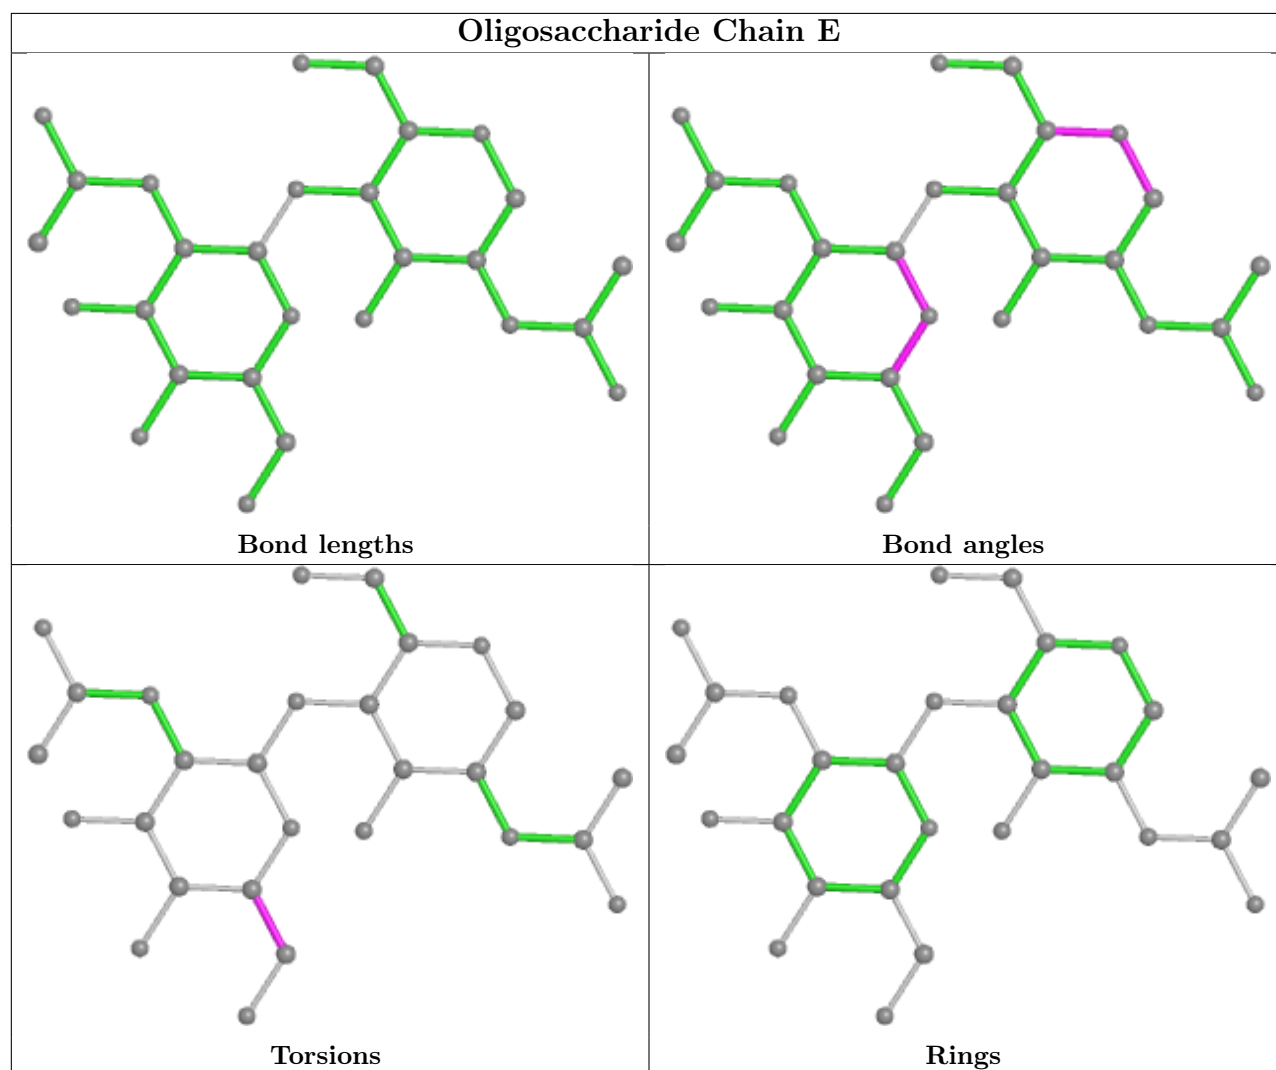 Oligosaccharide Chain E
Bond lengths
Bond angles
Torsions
Rings